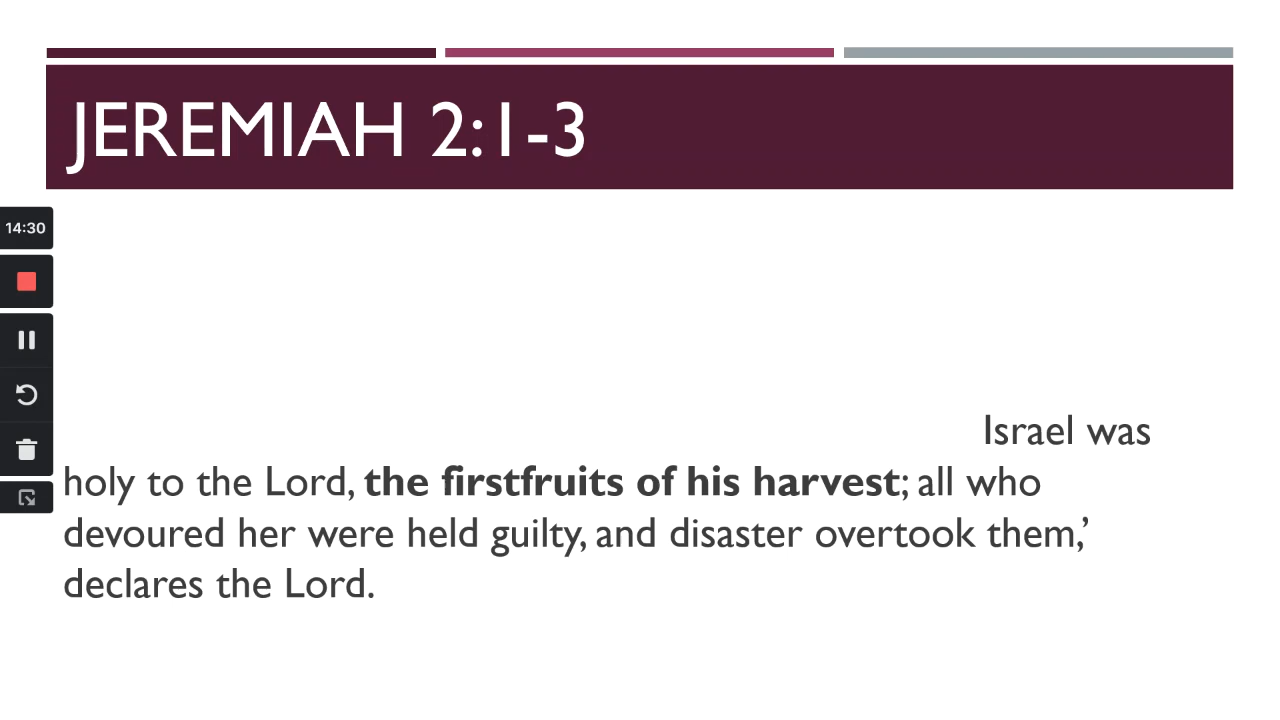 JEREMIAH 2:1-3
14:30
Israel was
holy to the Lord, the firstfruits of his harvest; all who
devoured her were held guilty, and disaster overtook them,’
declares the Lord.